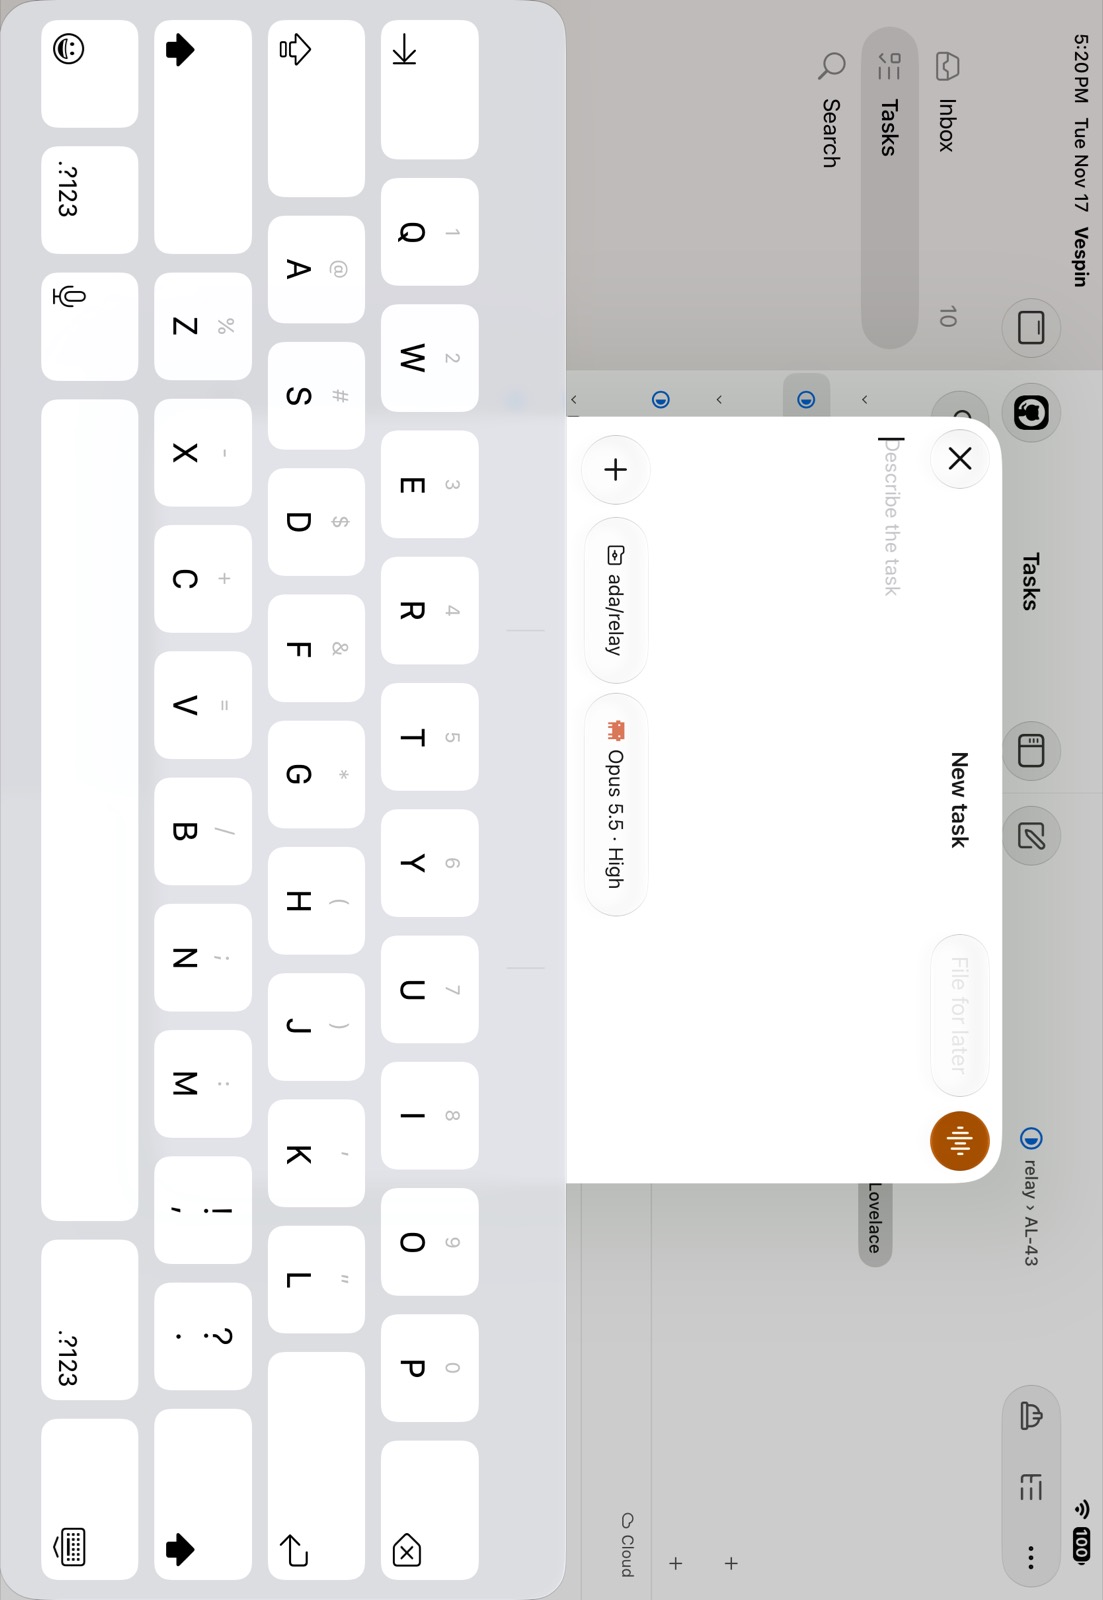 5:20 PM Tue Nov 17 Vespin
100
Tasks
relay › AL-43
Inbox 10
Tasks
Search
New task
File for later
Describe the task
Lovelace
ada/relay
Opus 5.5 · High
Cloud
1 2 3 4 5 6 7 8 9 0
Q W E R T Y U I O P
@ # $ & * ( ) ' "
A S D F G H J K L
% - + = / ; : ! ?
Z X C V B N M , .
.?123 .?123